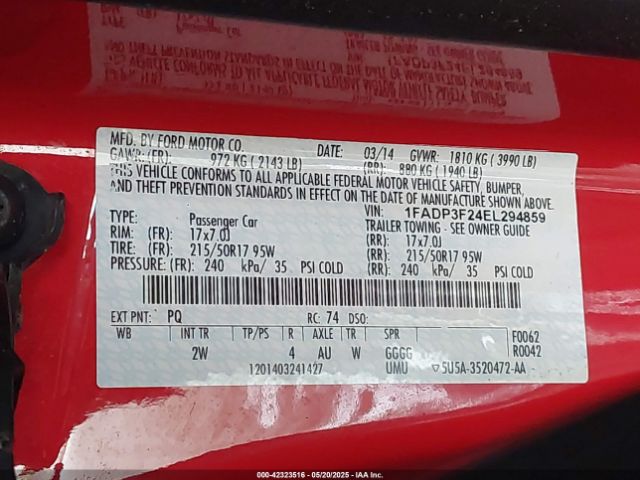 MFD. BY FORD MOTOR CO.
DATE: 03/14 GVWR: 1810 KG ( 3990 LB)
GAWR: (FR): 972 KG ( 2143 LB) (RR): 880 KG ( 1940 LB)
THIS VEHICLE CONFORMS TO ALL APPLICABLE FEDERAL MOTOR VEHICLE SAFETY, BUMPER,
AND THEFT PREVENTION STANDARDS IN EFFECT ON THE DATE OF MANUFACTURE SHOWN ABOVE.
VIN: 1FADP3F24EL294859
TYPE: Passenger Car TRAILER TOWING - SEE OWNER GUIDE
RIM: (FR): 17x7.0J (RR): 17x7.0J
TIRE: (FR): 215/50R17 95W (RR): 215/50R17 95W
PRESSURE: (FR): 240 kPa/ 35 PSI COLD (RR): 240 kPa/ 35 PSI COLD
EXT PNT: PQ RC: 74 DSO:
WB INT TR TP/PS R AXLE TR SPR F0062
2W 4 AU W GGGG R0042
1201403241427 UMU 5U5A-3520472-AA
000-42323516 - 05/20/2025 - IAAI.COM